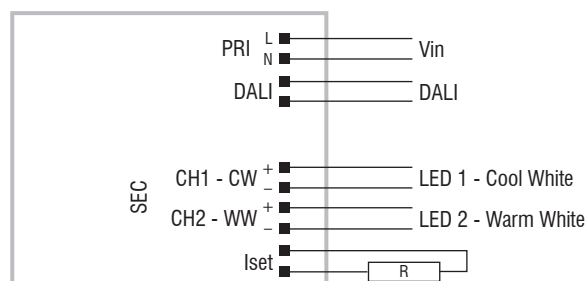 PRI L Vin
N
DALI DALI
SEC
CH1 - CW + LED 1 - Cool White
–
CH2 - WW + LED 2 - Warm White
–
Iset
R